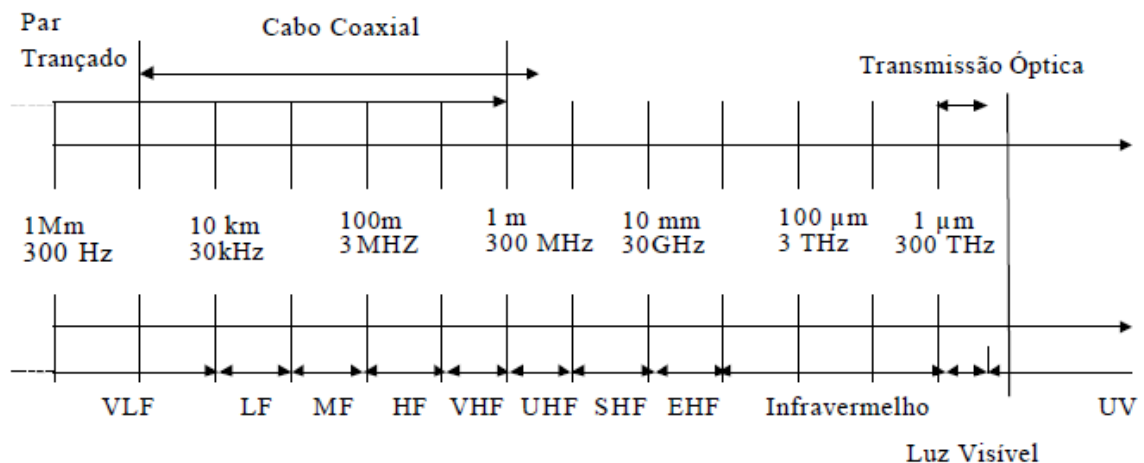 Par
Trançado
Cabo Coaxial
Transmissão Óptica
1Mm
300 Hz
10 km
30kHz
100m
3MHZ
1 m
300 MHz
10 mm
30GHz
100 µm
3 THz
1 µm
300 THz
VLF LF MF HF VHF UHF SHF EHF Infravermelho UV
Luz Visível